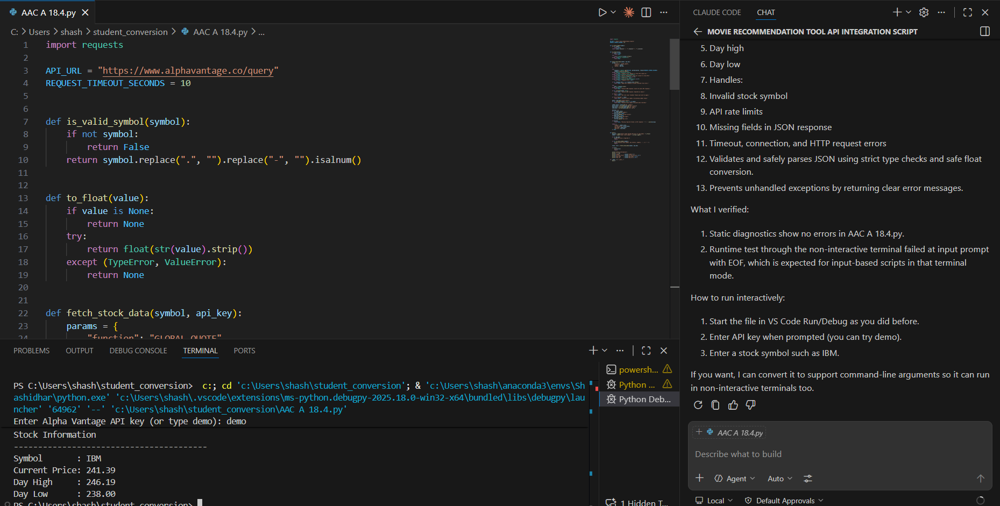 AAC A 18.4.py
C: > Users > shash > student_conversion > AAC A 18.4.py > ...
1 import requests
2
3 API_URL = "https://www.alphavantage.co/query"
4 REQUEST_TIMEOUT_SECONDS = 10
5
6
7 def is_valid_symbol(symbol):
8 if not symbol:
9 return False
10 return symbol.replace(".", "").replace("-", "").isalnum()
11
12
13 def to_float(value):
14 if value is None:
15 return None
16 try:
17 return float(str(value).strip())
18 except (TypeError, ValueError):
19 return None
20
21
22 def fetch_stock_data(symbol, api_key):
23 params = {
24 "function": "GLOBAL_QUOTE"
PROBLEMS OUTPUT DEBUG CONSOLE TERMINAL PORTS
PS C:\Users\shash\student_conversion> c:; cd 'c:\Users\shash\student_conversion'; & 'c:\Users\shash\anaconda3\envs\Sh
ashidhar\python.exe' 'c:\Users\shash\.vscode\extensions\ms-python.debugpy-2025.18.0-win32-x64\bundled\libs\debugpy\lau
ncher' '64962' '--' 'c:\Users\shash\student_conversion\AAC A 18.4.py'
Enter Alpha Vantage API key (or type demo): demo
Stock Information
----------------------------------------
Symbol : IBM
Current Price: 241.39
Day High : 246.19
Day Low : 238.00
PS C:\Users\shash\student_conversion>
powersh...
Python ...
Python Deb...
1 Hidden T...
CLAUDE CODE CHAT
MOVIE RECOMMENDATION TOOL API INTEGRATION SCRIPT
5. Day high
6. Day low
7. Handles:
8. Invalid stock symbol
9. API rate limits
10. Missing fields in JSON response
11. Timeout, connection, and HTTP request errors
12. Validates and safely parses JSON using strict type checks and safe float
conversion.
13. Prevents unhandled exceptions by returning clear error messages.
What I verified:
1. Static diagnostics show no errors in AAC A 18.4.py.
2. Runtime test through the non-interactive terminal failed at input prompt
with EOF, which is expected for input-based scripts in that terminal
mode.
How to run interactively:
1. Start the file in VS Code Run/Debug as you did before.
2. Enter API key when prompted (you can try demo).
3. Enter a stock symbol such as IBM.
If you want, I can convert it to support command-line arguments so it can run
in non-interactive terminals too.
AAC A 18.4.py
Describe what to build
Agent Auto
Local Default Approvals